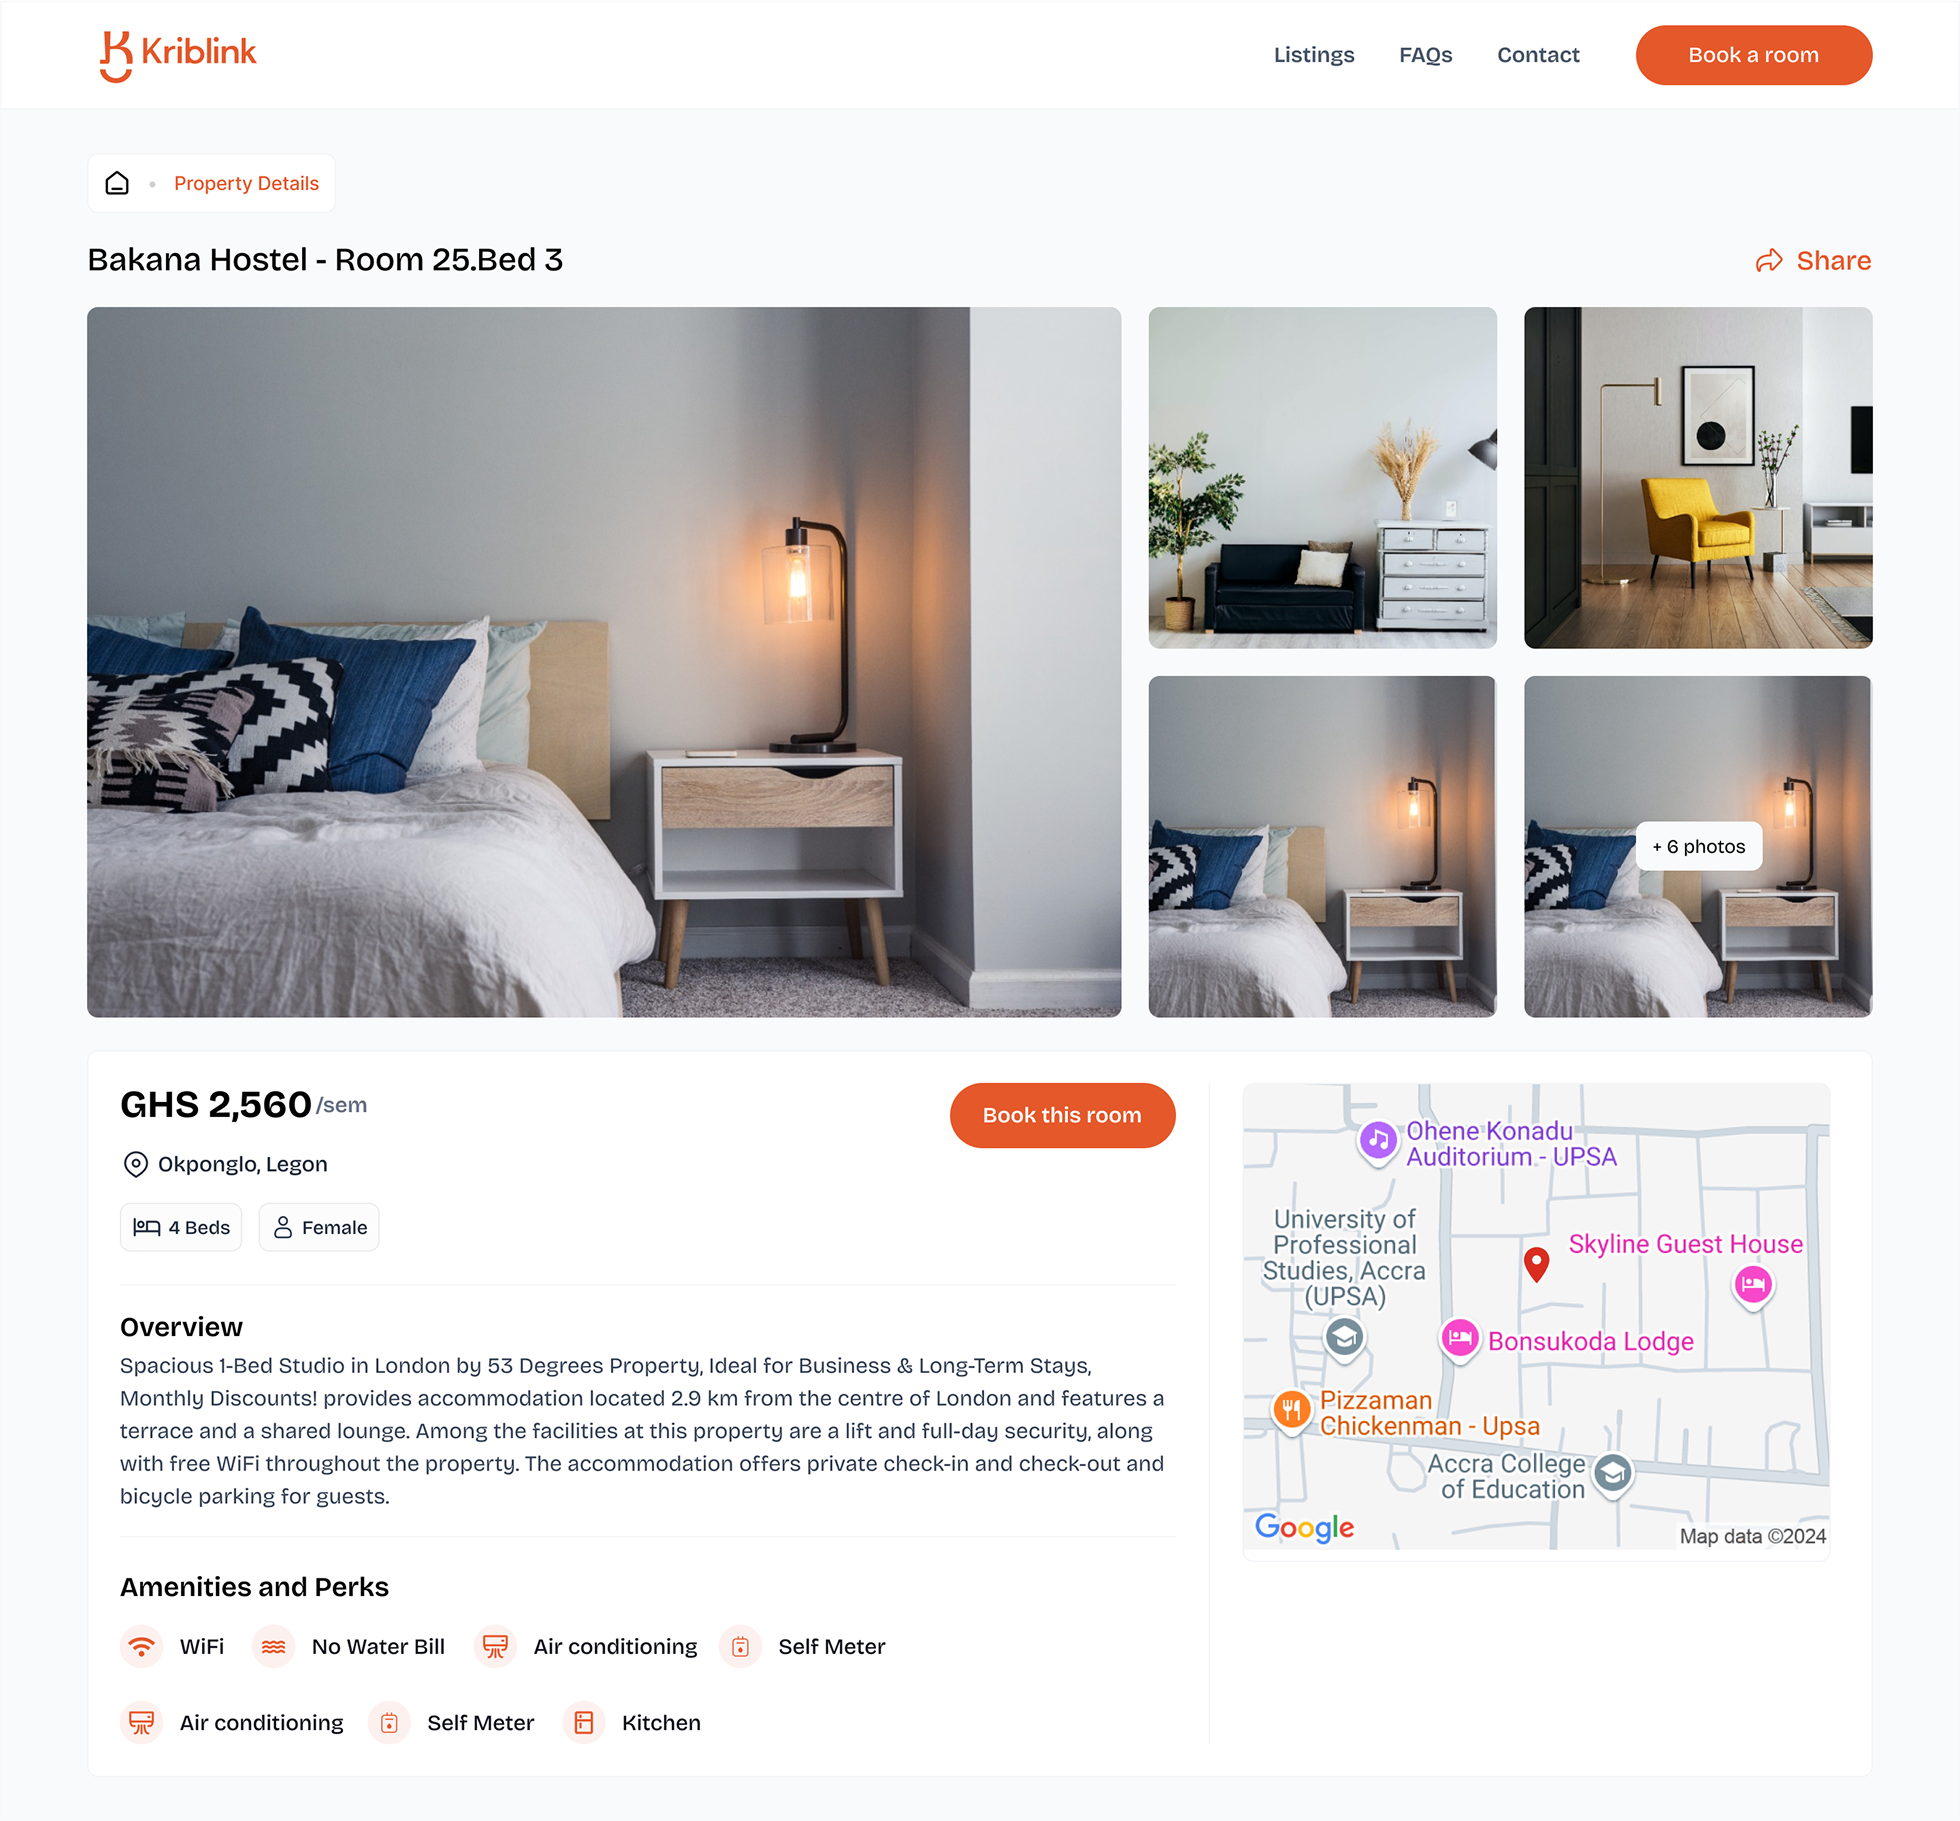 Kriblink
Listings
FAQs
Contact
Book a room
Property Details
Bakana Hostel - Room 25.Bed 3
Share
+ 6 photos
GHS 2,560 /sem
Book this room
Okponglo, Legon
4 Beds
Female
Overview
Spacious 1-Bed Studio in London by 53 Degrees Property, Ideal for Business & Long-Term Stays,
Monthly Discounts! provides accommodation located 2.9 km from the centre of London and features a
terrace and a shared lounge. Among the facilities at this property are a lift and full-day security, along
with free WiFi throughout the property. The accommodation offers private check-in and check-out and
bicycle parking for guests.
Amenities and Perks
WiFi
No Water Bill
Air conditioning
Self Meter
Air conditioning
Self Meter
Kitchen
Ohene Konadu
Auditorium - UPSA
University of
Professional
Studies, Accra
(UPSA)
Skyline Guest House
Bonsukoda Lodge
Pizzaman
Chickenman - Upsa
Accra College
of Education
Google
Map data ©2024